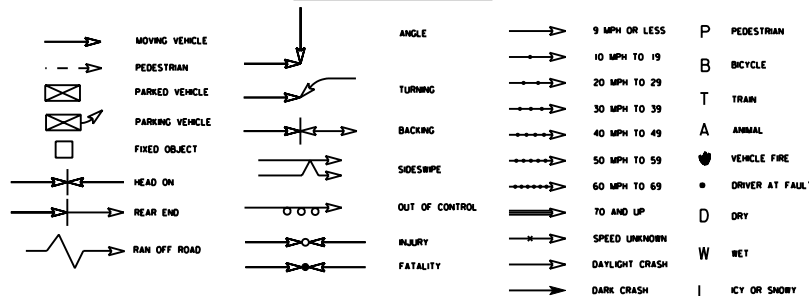 MOVING VEHICLE
PEDESTRIAN
PARKED VEHICLE
PARKING VEHICLE
FIXED OBJECT
HEAD ON
REAR END
RAN OFF ROAD
ANGLE
TURNING
BACKING
SIDESWIPE
OUT OF CONTROL
INJURY
FATALITY
9 MPH OR LESS
10 MPH TO 19
20 MPH TO 29
30 MPH TO 39
40 MPH TO 49
50 MPH TO 59
60 MPH TO 69
70 AND UP
SPEED UNKNOWN
DAYLIGHT CRASH
DARK CRASH
P PEDESTRIAN
B BICYCLE
T TRAIN
A ANIMAL
VEHICLE FIRE
DRIVER AT FAULT
D DRY
W WET
I ICY OR SNOWY